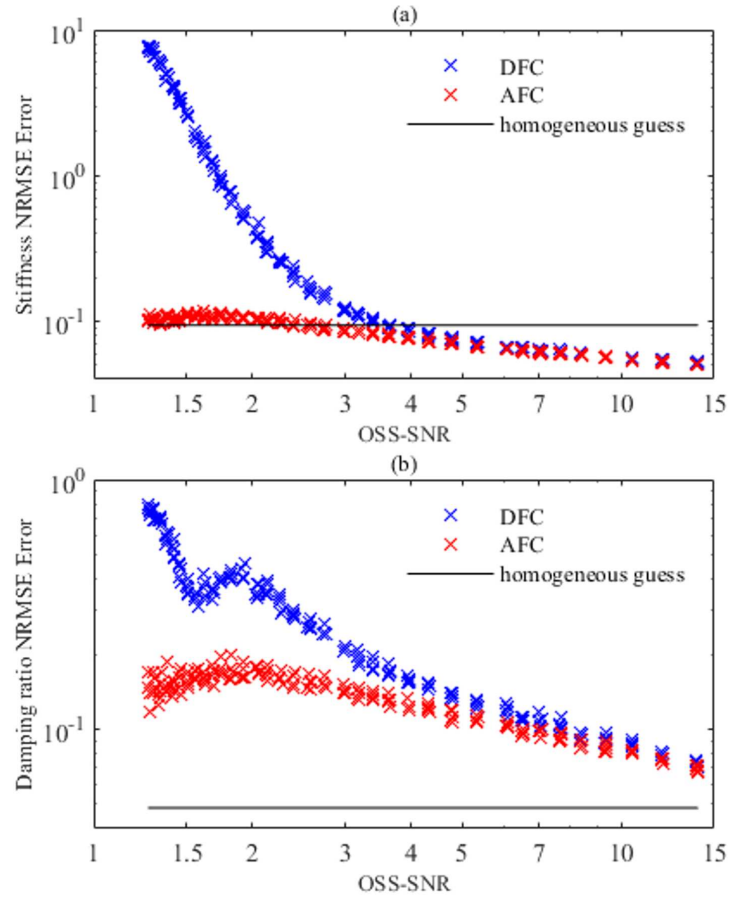 (a)
Stiffness NRMSE Error
10^1
10^0
10^-1
DFC
AFC
homogeneous guess
1 1.5 2 3 4 5 7 10 15
OSS-SNR
(b)
Damping ratio NRMSE Error
10^0
10^-1
DFC
AFC
homogeneous guess
1 1.5 2 3 4 5 7 10 15
OSS-SNR